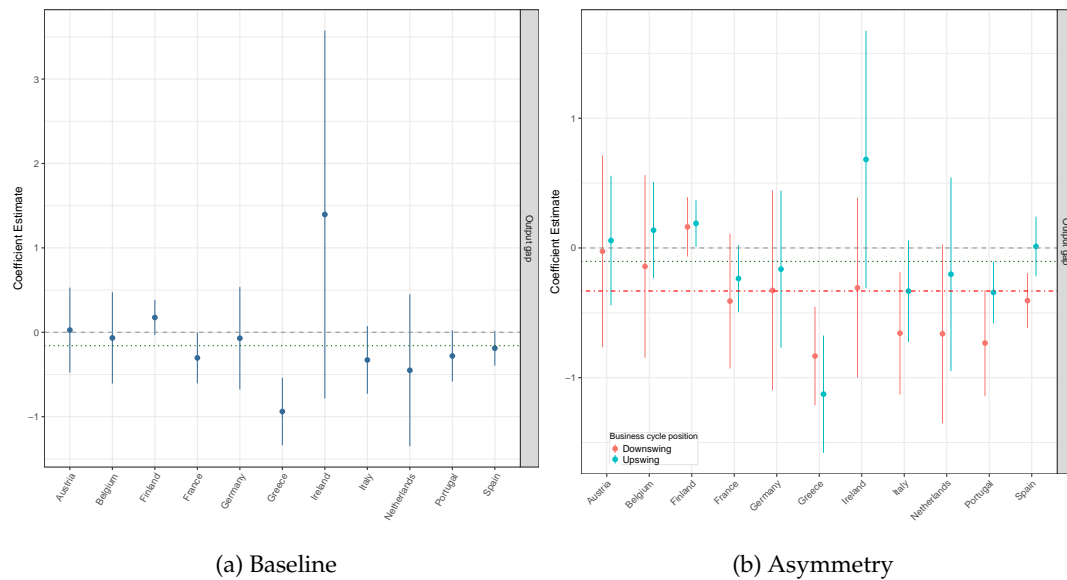 Coefficient Estimate
3
2
1
0
−1
Output gap
Austria
Belgium
Finland
France
Germany
Greece
Ireland
Italy
Netherlands
Portugal
Spain
(a) Baseline
Coefficient Estimate
1
0
−1
Output gap
Business cycle position
Downswing
Upswing
Austria
Belgium
Finland
France
Germany
Greece
Ireland
Italy
Netherlands
Portugal
Spain
(b) Asymmetry